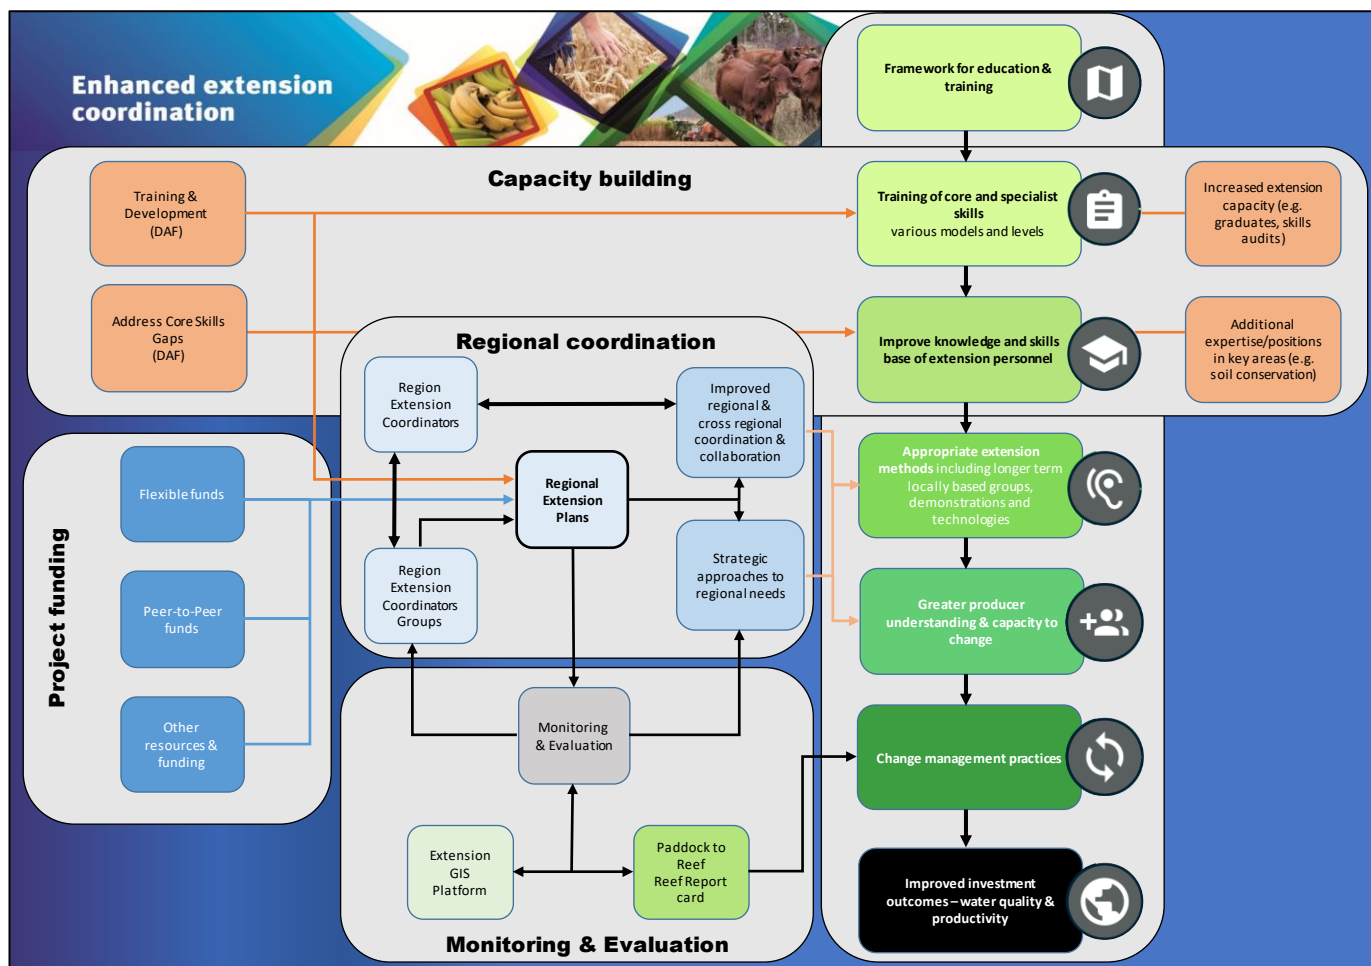 Enhanced extension
coordination
Framework for education &
training
Capacity building
Training &
Development
(DAF)
Training of core and specialist
skills
various models and levels
Increased extension
capacity (e.g.
graduates, skills
audits)
Address Core Skills
Gaps
(DAF)
Improve knowledge and skills
base of extension personnel
Additional
expertise/positions
in key areas (e.g.
soil conservation)
Regional coordination
Region
Extension
Coordinators
Improved
regional &
cross regional
coordination &
collaboration
Regional
Extension
Plans
Region
Extension
Coordinators
Groups
Strategic
approaches to
regional needs
Appropriate extension
methods including longer term
locally based groups,
demonstrations and
technologies
Greater producer
understanding & capacity to
change
Project funding
Flexible funds
Peer-to-Peer
funds
Other
resources &
funding
Monitoring
& Evaluation
Extension
GIS
Platform
Paddock to
Reef
Reef Report
card
Monitoring & Evaluation
Change management practices
Improved investment
outcomes – water quality &
productivity